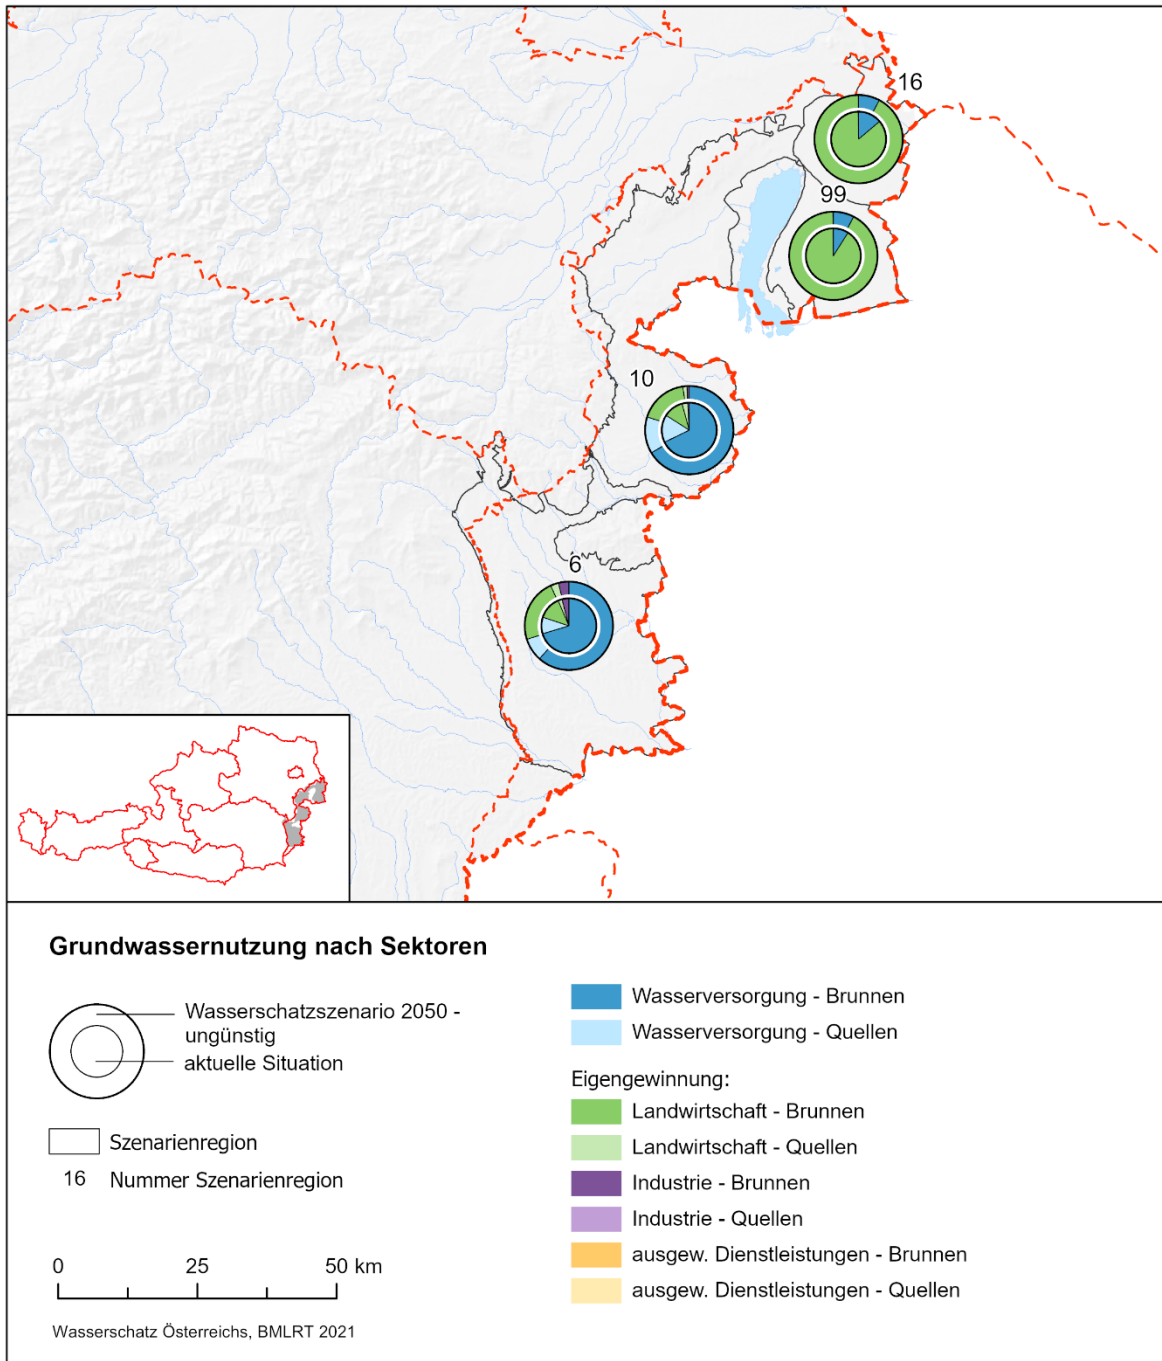 16
99
10
6
Grundwassernutzung nach Sektoren
Wasserschatzszenario 2050 -
ungünstig
aktuelle Situation
Szenarienregion
16 Nummer Szenarienregion
0 25 50 km
Wasserschatz Österreichs, BMLRT 2021
Wasserversorgung - Brunnen
Wasserversorgung - Quellen
Eigengewinnung:
Landwirtschaft - Brunnen
Landwirtschaft - Quellen
Industrie - Brunnen
Industrie - Quellen
ausgew. Dienstleistungen - Brunnen
ausgew. Dienstleistungen - Quellen